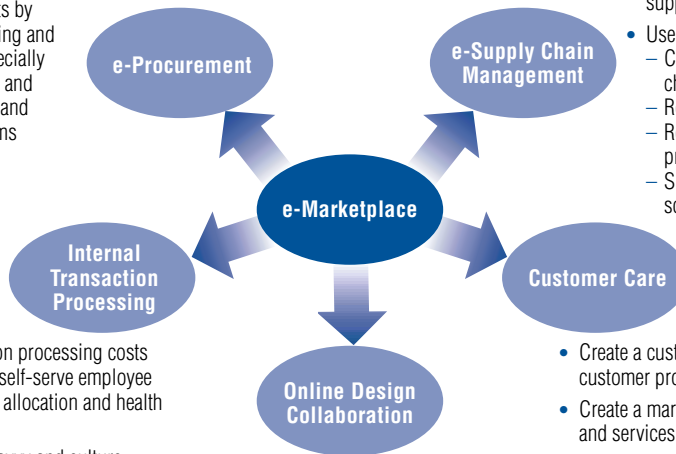 ts by
ing and
ecially
and
and
ns
e-Procurement
e-Supply Chain
Management
• Use
– C
ch
– R
– R
pr
– S
so
e-Marketplace
Internal
Transaction
Processing
Customer Care
on processing costs
self-serve employee
allocation and health
Online Design
Collaboration
• Create a cust
customer pro
• Create a mar
and services